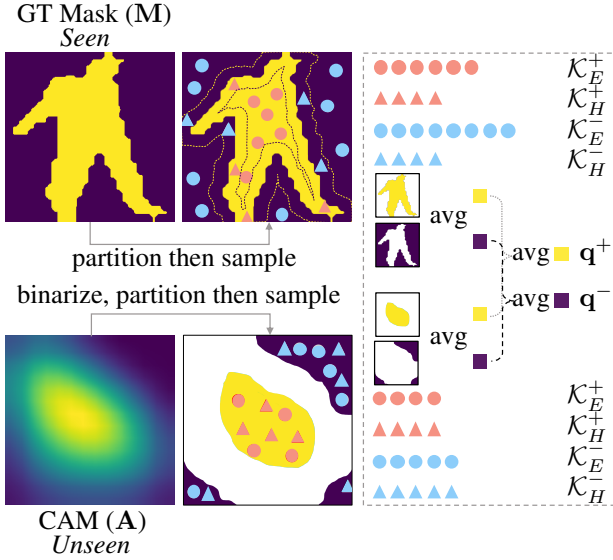 GT Mask (M)
Seen
partition then sample
binarize, partition then sample
CAM (A)
Unseen
𝒦_E^+
𝒦_H^+
𝒦_E^-
𝒦_H^-
avg
avg q^+
avg q^-
avg
𝒦_E^+
𝒦_H^+
𝒦_E^-
𝒦_H^-